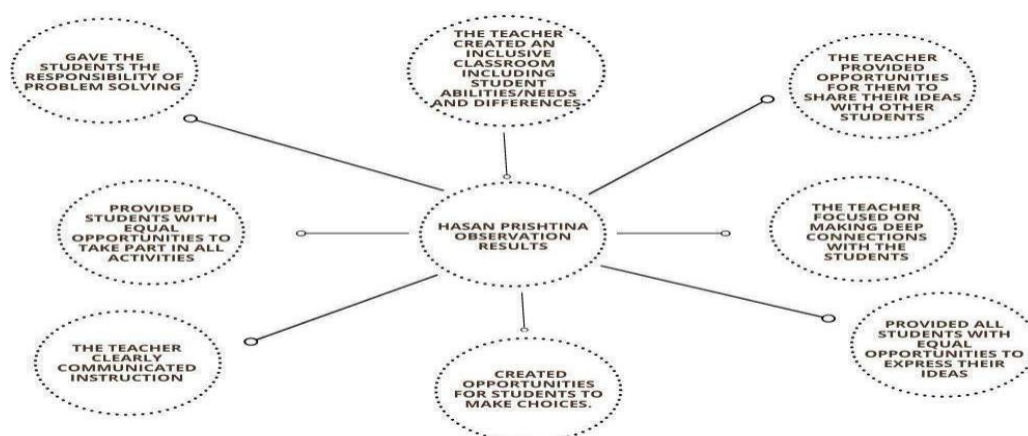 GAVE THE
STUDENTS THE
RESPONSIBILITY OF
PROBLEM SOLVING
THE TEACHER
CREATED AN
INCLUSIVE
CLASSROOM
INCLUDING
STUDENT
ABILITIES/NEEDS
AND DIFFERENCES
THE TEACHER
PROVIDED
OPPORTUNITIES
FOR THEM TO
SHARE THEIR IDEAS
WITH OTHER
STUDENTS
PROVIDED
STUDENTS WITH
EQUAL
OPPORTUNITIES TO
TAKE PART IN ALL
ACTIVITIES
HASAN PRISHTINA
OBSERVATION
RESULTS
THE TEACHER
FOCUSED ON
MAKING DEEP
CONNECTIONS
WITH THE
STUDENTS
THE TEACHER
CLEARLY
COMMUNICATED
INSTRUCTION
CREATED
OPPORTUNITIES
FOR STUDENTS TO
MAKE CHOICES.
PROVIDED ALL
STUDENTS WITH
EQUAL
OPPORTUNITIES TO
EXPRESS THEIR
IDEAS